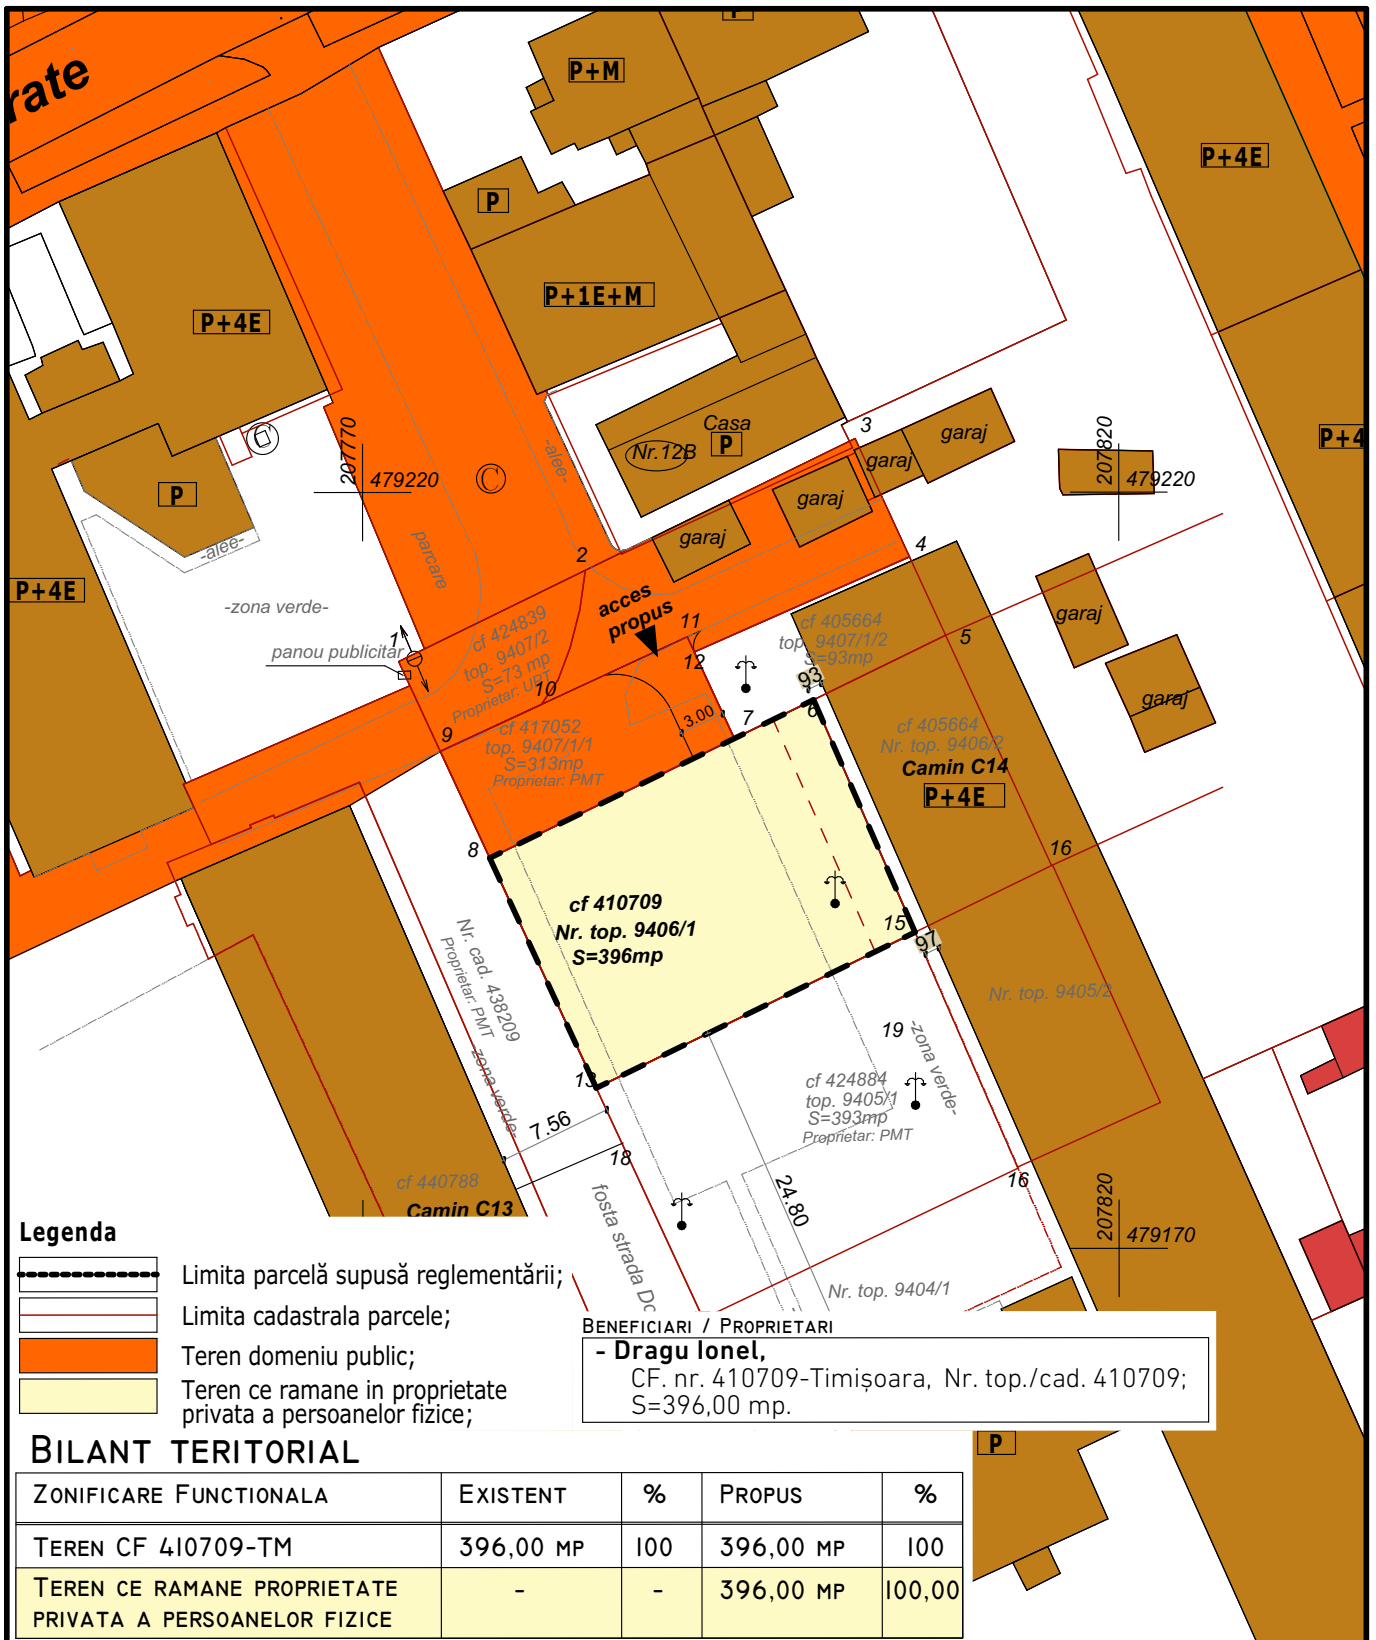 P
P+M
rate
P+4E
P
P+1E+M
P+4E
Casa
Nr.12B
P
3
garaj
garaj
P+4
207770
479220
C
C
-alee-
207820
479220
P
garaj
garaj
-alee-
parcare
2
4
P+4E
-zona verde-
acces
propus
garaj
1
panou publicitar
cf 424839
top. 9407/2
S=73 mp
Proprietar: UPT
11
12
cf 405664
top. 9407/1/2
S=93mp
5
93
garaj
10
9
3.00
7
6
cf 417052
top. 9407/1/1
S=313mp
Proprietar: PMT
cf 405664
Nr. top. 9406/2
Camin C14
P+4E
8
16
cf 410709
Nr. top. 9406/1
S=396mp
15
97
Nr. cad. 438209
Proprietar: PMT
zona verde-
Nr. top. 9405/2
19
-zona verde-
13
cf 424884
top. 9405/1
S=393mp
Proprietar: PMT
7.56
18
16
cf 440788
Camin C13
24.80
207820
479170
fosta strada Do
Nr. top. 9404/1
Legenda
Limita parcelă supusă reglementării;
Limita cadastrala parcele;
Teren domeniu public;
Teren ce ramane in proprietate
privata a persoanelor fizice;
BENEFICIARI / PROPRIETARI
- Dragu Ionel,
CF. nr. 410709-Timișoara, Nr. top./cad. 410709;
S=396,00 mp.
P
BILANT TERITORIAL
ZONIFICARE FUNCTIONALA EXISTENT % PROPUS %
TEREN CF 410709-TM 396,00 MP 100 396,00 MP 100
TEREN CE RAMANE PROPRIETATE - - 396,00 MP 100,00
PRIVATA A PERSOANELOR FIZICE